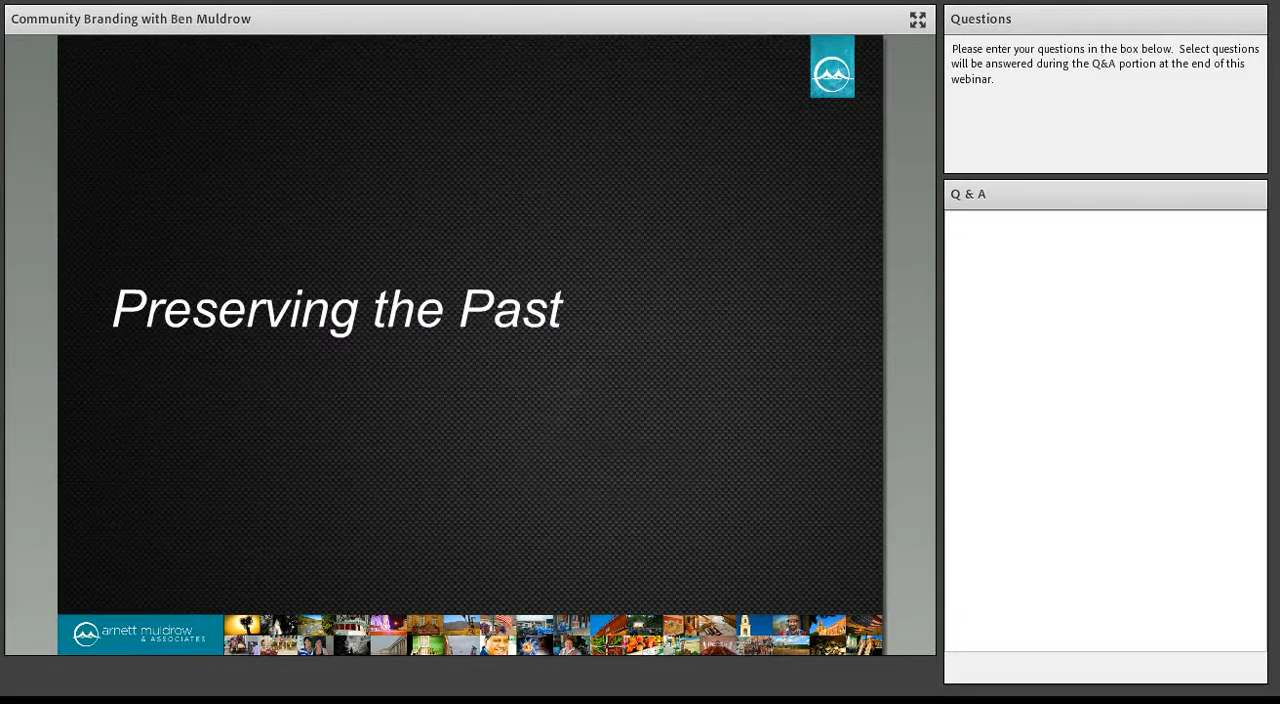 Community Branding with Ben Muldrow
Preserving the Past
arnett muldrow
& ASSOCIATES
Questions
Please enter your questions in the box below. Select questions
will be answered during the Q&A portion at the end of this
webinar.
Q & A